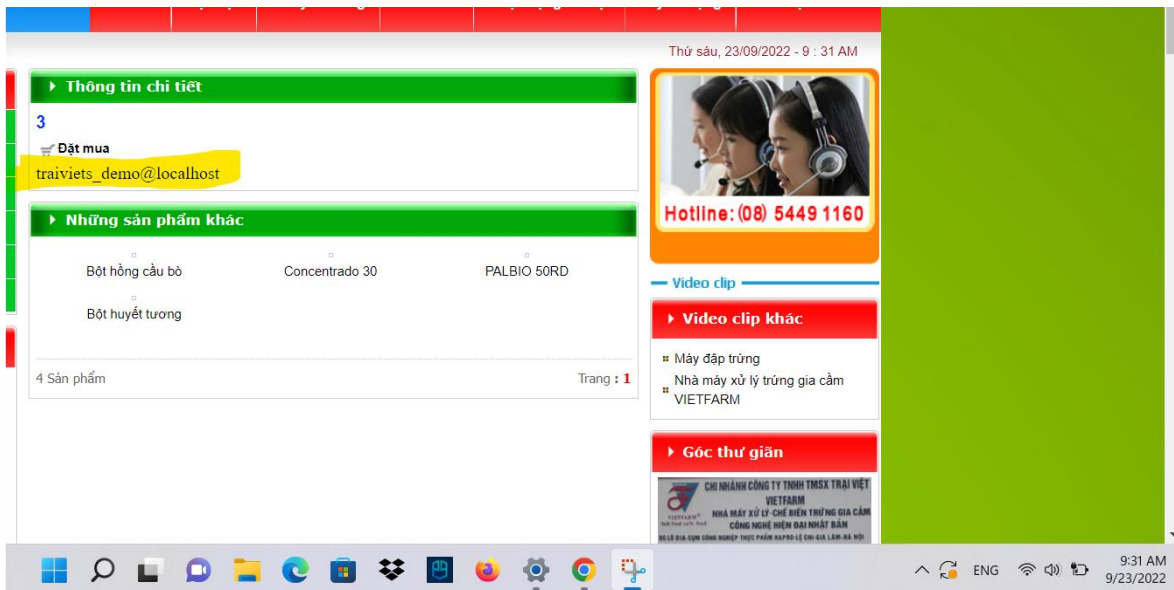 Thứ sáu, 23/09/2022 - 9 : 31 AM
Thông tin chi tiết
3
Đặt mua
traiviets_demo@localhost
Những sản phẩm khác
Bột hồng cầu bò
Concentrado 30
PALBIO 50RD
Bột huyết tương
4 Sản phẩm
Trang : 1
Hotline: (08) 5449 1160
Video clip
Video clip khác
Máy đập trứng
Nhà máy xử lý trứng gia cầm
VIETFARM
Góc thư giãn
CHI NHÁNH CÔNG TY TNHH TMSX TRẠI VIỆT
VIETFARM
NHÀ MÁY XỬ LÝ-CHẾ BIẾN TRỨNG GIA CẦM
CÔNG NGHỆ HIỆN ĐẠI NHẬT BẢN
VIETFARM
ENG
9:31 AM
9/23/2022